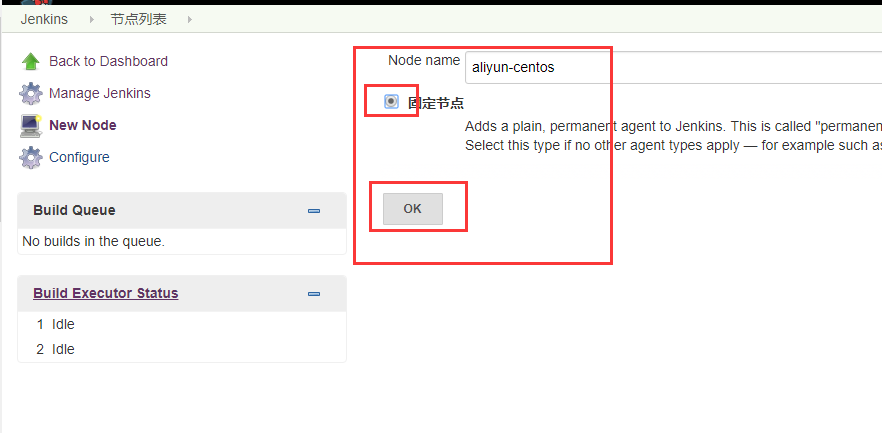 Jenkins 节点列表
Back to Dashboard
Manage Jenkins
New Node
Configure
Build Queue
No builds in the queue.
Build Executor Status
1 Idle
2 Idle
Node name aliyun-centos
固定节点
Adds a plain, permanent agent to Jenkins. This is called "permanen
Select this type if no other agent types apply — for example such as
OK